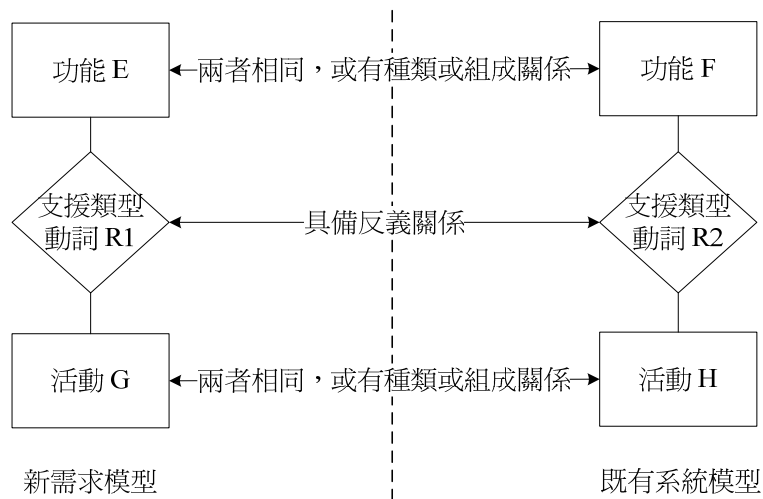 功能 E
兩者相同，或有種類或組成關係
功能 F
支援類型
動詞 R1
具備反義關係
支援類型
動詞 R2
活動 G
兩者相同，或有種類或組成關係
活動 H
新需求模型
既有系統模型